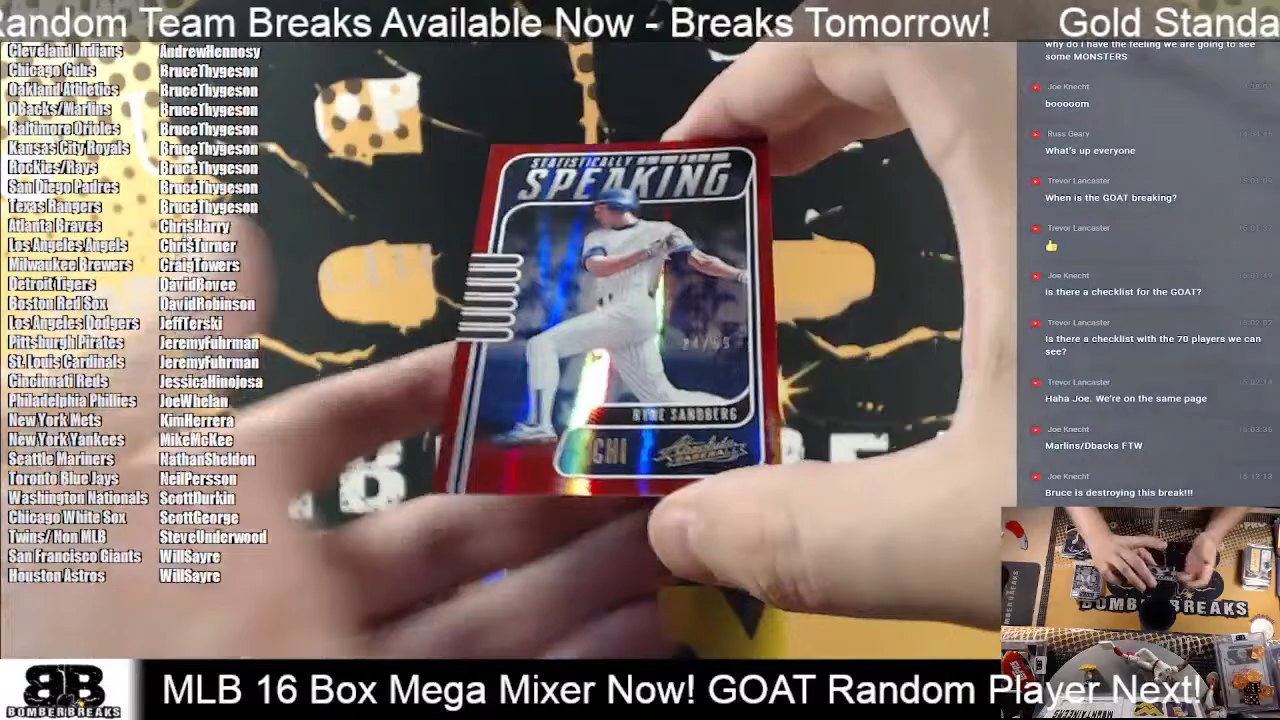 Random Team Breaks Available Now - Breaks Tomorrow! Gold Standa
Cleveland Indians AndrewHennosy
Chicago Cubs BruceThygeson
Oakland Athletics BruceThygeson
DBacks/Marlins BruceThygeson
Baltimore Orioles BruceThygeson
Kansas City Royals BruceThygeson
Rockies/Rays BruceThygeson
San Diego Padres BruceThygeson
Texas Rangers BruceThygeson
Atlanta Braves ChrisHarry
Los Angeles Angels ChrisTurner
Milwaukee Brewers CraigTowers
Detroit Tigers DavidBovee
Boston Red Sox DavidRobinson
Los Angeles Dodgers JeffTerski
Pittsburgh Pirates JeremyFuhrman
St. Louis Cardinals JeremyFuhrman
Cincinnati Reds JessicaHinojosa
Philadelphia Phillies JoeWhelan
New York Mets KimHerrera
New York Yankees MikeMcKee
Seattle Mariners NathanSheldon
Toronto Blue Jays NeilPersson
Washington Nationals ScottDurkin
Chicago White Sox ScottGeorge
Twins/Non MLB SteveUnderwood
San Francisco Giants WillSayre
Houston Astros WillSayre
STATISTICALLY
SPEAKING
RYNE SANDBERG
CHI
Absolute
BASEBALL
why do i have the feeling we are going to see
some MONSTERS
Joe Knecht
booooom
Russ Geary
What's up everyone
Trevor Lancaster
When is the GOAT breaking?
Trevor Lancaster
👍
Joe Knecht
is there a checklist for the GOAT?
Trevor Lancaster
Is there a checklist with the 70 players we can
see?
Trevor Lancaster
Haha Joe. We're on the same page
Joe Knecht
Marlins/Dbacks FTW
Joe Knecht
Bruce is destroying this break!!!
BOMBER BREAKS
BOMBERBREAKS
MLB 16 Box Mega Mixer Now! GOAT Random Player Next!